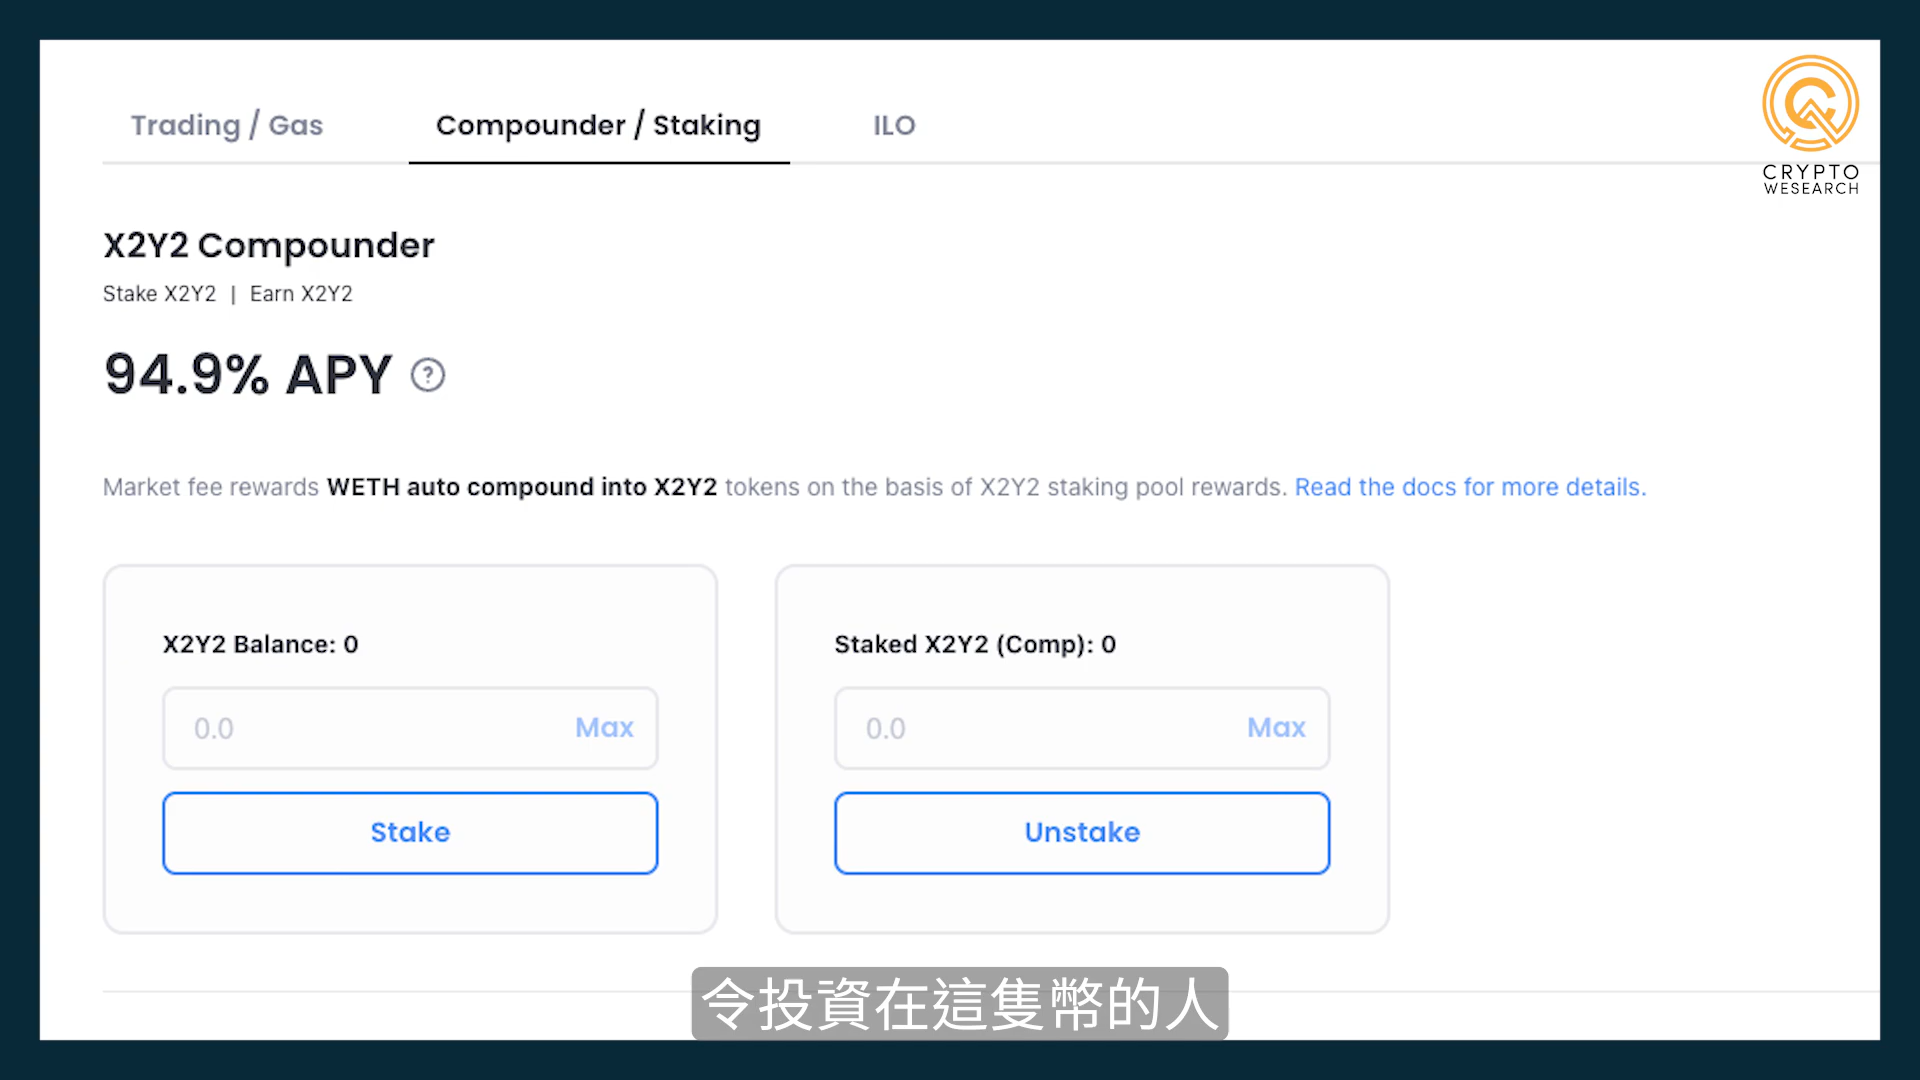 Trading / Gas
Compounder / Staking
ILO
CRYPTO
WESEARCH
X2Y2 Compounder
Stake X2Y2 | Earn X2Y2
94.9% APY ?
Market fee rewards WETH auto compound into X2Y2 tokens on the basis of X2Y2 staking pool rewards. Read the docs for more details.
X2Y2 Balance: 0
0.0 Max
Stake
Staked X2Y2 (Comp): 0
0.0 Max
Unstake
令投資在這隻幣的人